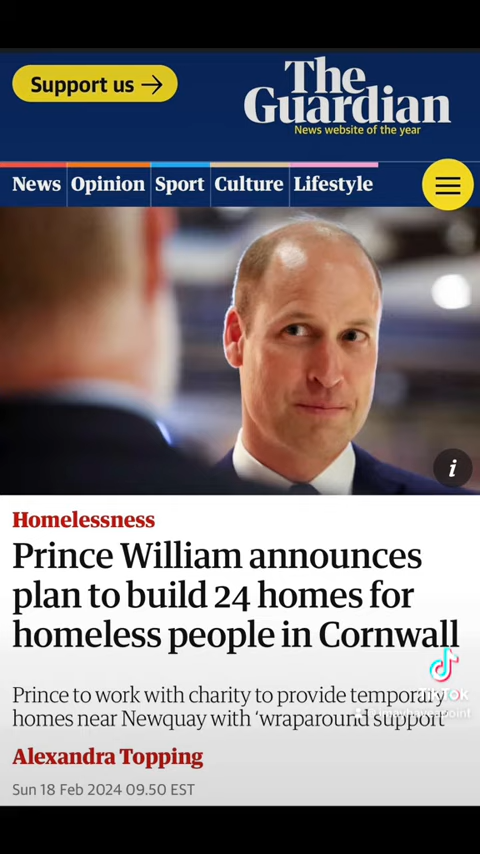 Support us →
The
Guardian
News website of the year
News Opinion Sport Culture Lifestyle
i
Homelessness
Prince William announces
plan to build 24 homes for
homeless people in Cornwall
Prince to work with charity to provide temporary
homes near Newquay with ‘wraparound support’
TikTok
Alexandra Topping
Sun 18 Feb 2024 09.50 EST